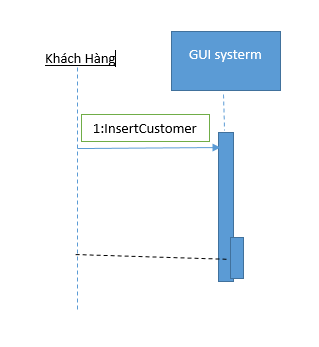 Khách Hàng
GUI systerm
1:InsertCustomer